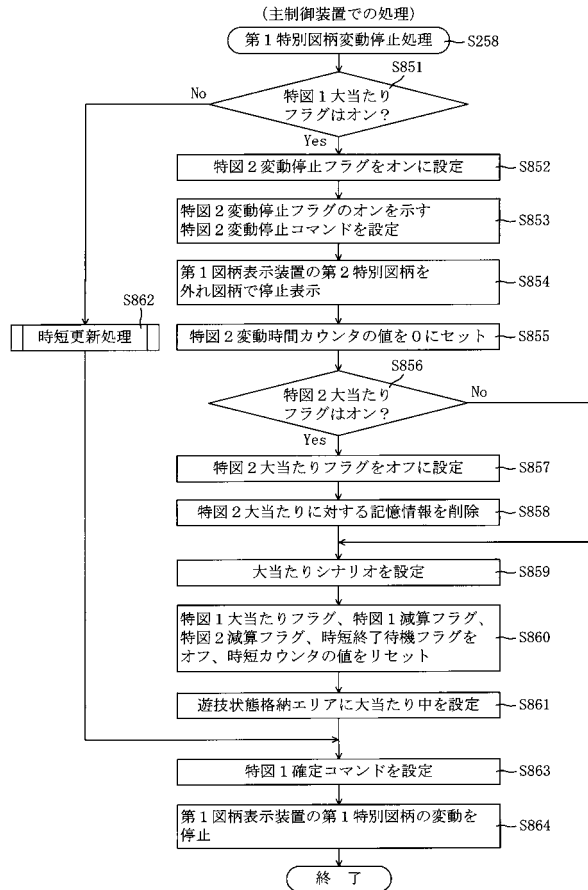 (主制御装置での処理)
第1特別図柄変動停止処理
S258
S851
特図1大当たり
フラグはオン?
No
Yes
特図2変動停止フラグをオンに設定
S852
特図2変動停止フラグのオンを示す
特図2変動停止コマンドを設定
S853
第1図柄表示装置の第2特別図柄を
外れ図柄で停止表示
S854
S862
時短更新処理
特図2変動時間カウンタの値を0にセット
S855
S856
特図2大当たり
フラグはオン?
No
Yes
特図2大当たりフラグをオフに設定
S857
特図2大当たりに対する記憶情報を削除
S858
大当たりシナリオを設定
S859
特図1大当たりフラグ、特図1減算フラグ、
特図2減算フラグ、時短終了待機フラグを
オフ、時短カウンタの値をリセット
S860
遊技状態格納エリアに大当たり中を設定
S861
特図1確定コマンドを設定
S863
第1図柄表示装置の第1特別図柄の変動を
停止
S864
終 了